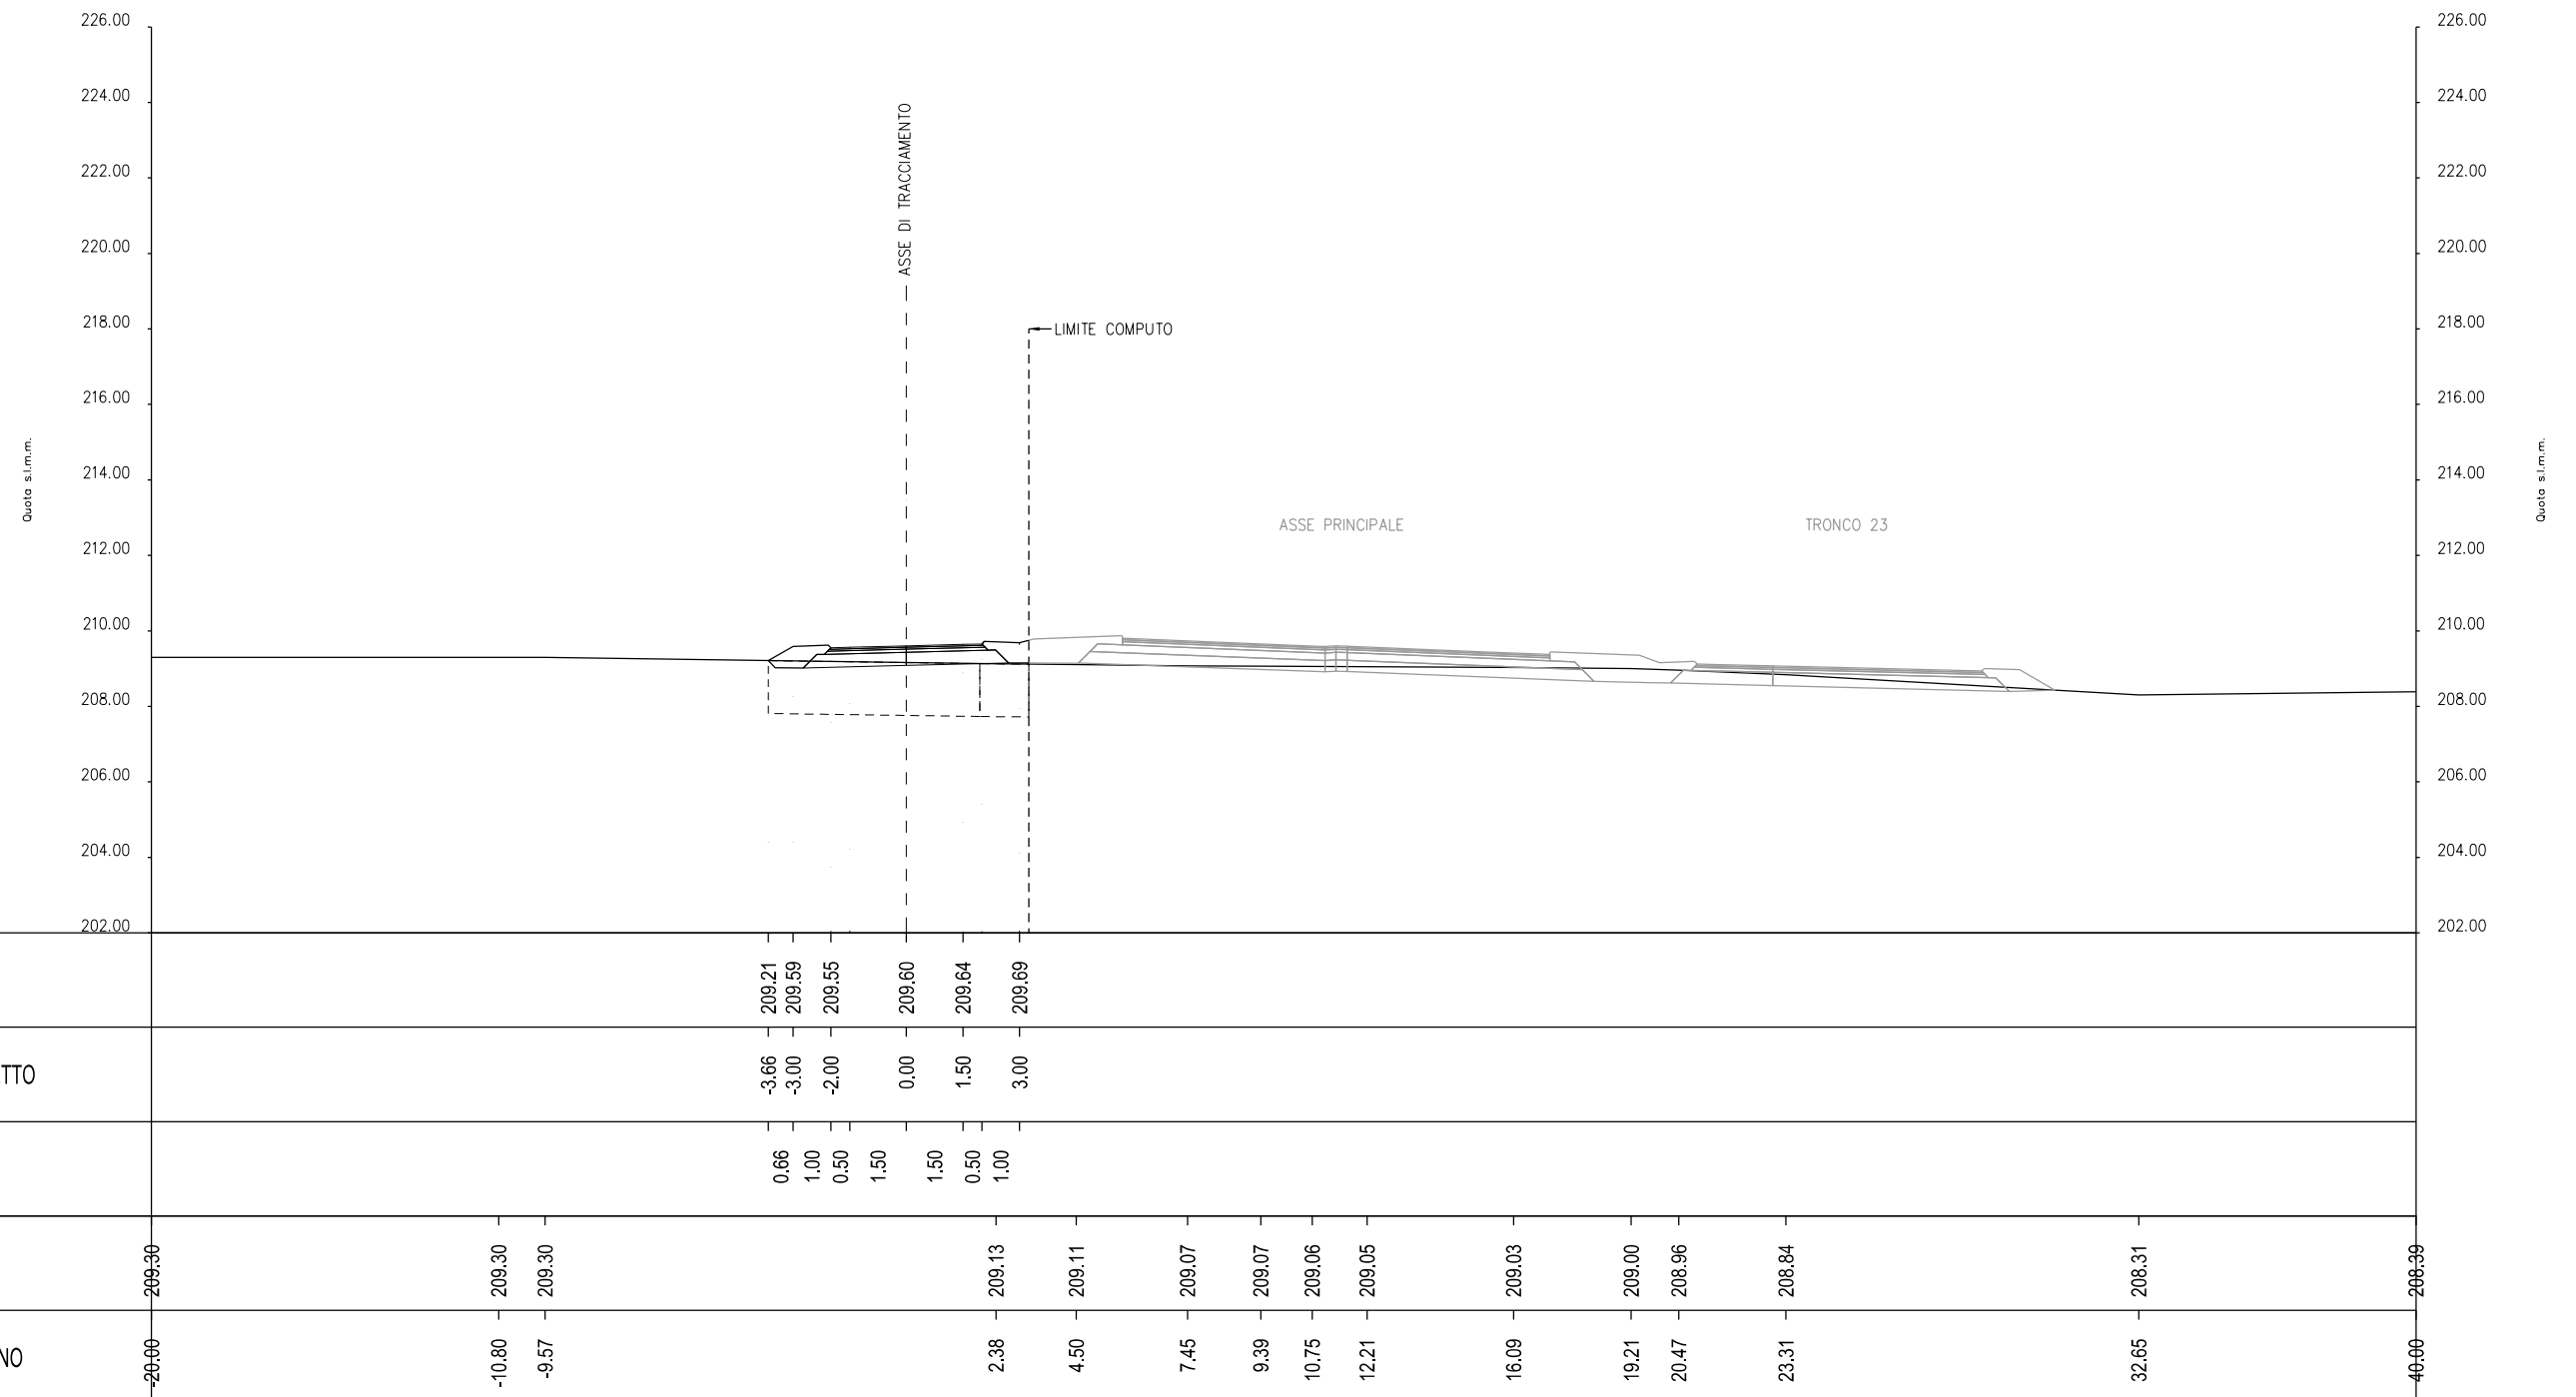 226.00 226.00
224.00 224.00
222.00 222.00
220.00 220.00
218.00 218.00
216.00 216.00
214.00 214.00
212.00 212.00
210.00 210.00
208.00 208.00
206.00 206.00
204.00 204.00
202.00 202.00
Quota s.l.m.m.
Quota s.l.m.m.
ASSE DI TRACCIAMENTO
LIMITE COMPUTO
ASSE PRINCIPALE
TRONCO 23
209.21 209.59 209.55 209.60 209.64 209.69
TTO
-3.66 -3.00 -2.00 0.00 1.50 3.00
0.66 1.00 0.50 1.50 1.50 0.50 1.00
209.30 209.30 209.30 209.13 209.11 209.07 209.07 209.06 209.05 209.03 209.00 208.96 208.84 208.31 208.39
NO
-20.00 -10.80 -9.57 2.38 4.50 7.45 9.39 10.75 12.21 16.09 19.21 20.47 23.31 32.65 40.00